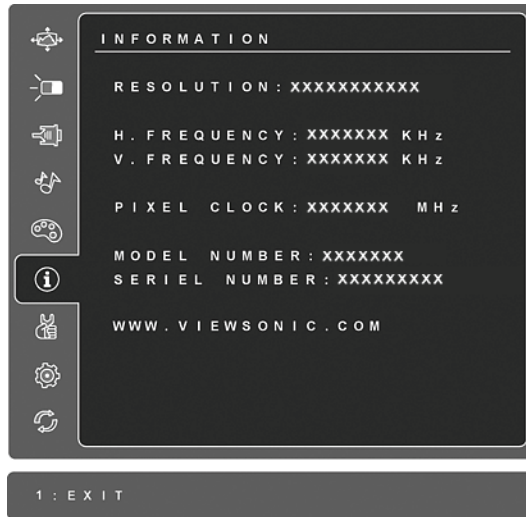 INFORMATION
RESOLUTION: XXXXXXXXXXX
H. FREQUENCY: XXXXXXX KHz
V. FREQUENCY: XXXXXXX KHz
PIXEL CLOCK: XXXXXXX MHz
MODEL NUMBER: XXXXXXX
SERIEL NUMBER: XXXXXXXXX
WWW.VIEWSONIC.COM
1: EXIT